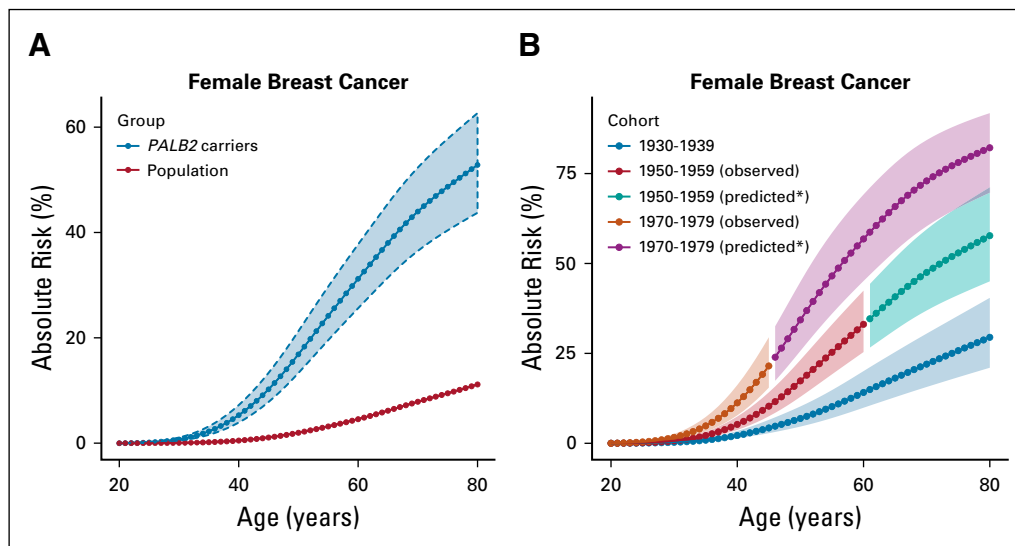 A
Female Breast Cancer
Group
PALB2 carriers
Population
60
40
20
0
Absolute Risk (%)
20 40 60 80
Age (years)
B
Female Breast Cancer
Cohort
1930-1939
1950-1959 (observed)
1950-1959 (predicted*)
1970-1979 (observed)
1970-1979 (predicted*)
75
50
25
0
Absolute Risk (%)
20 40 60 80
Age (years)